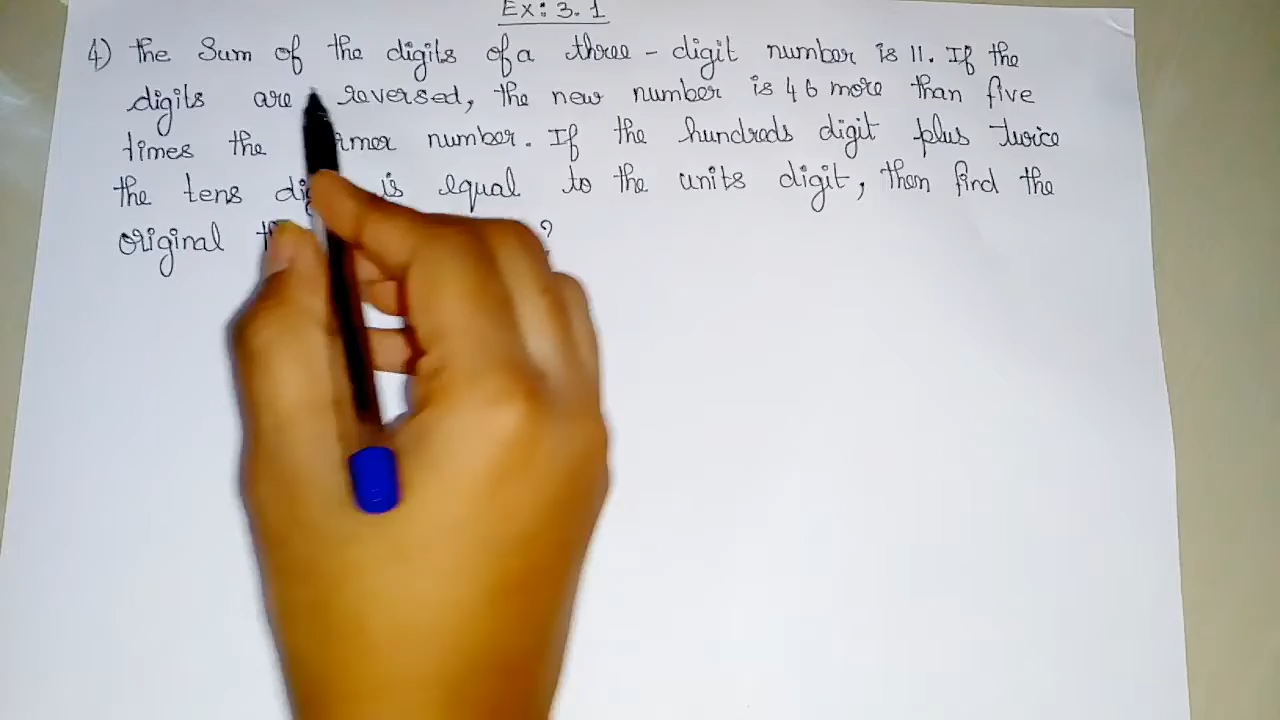 Ex: 3.1
4) the Sum of the digits of a three - digit number is 11. If the
digits are reversed, the new number is 46 more than five
times the number. If the hundreds digit plus twice
the tens is equal to the units digit, then find the
original ?